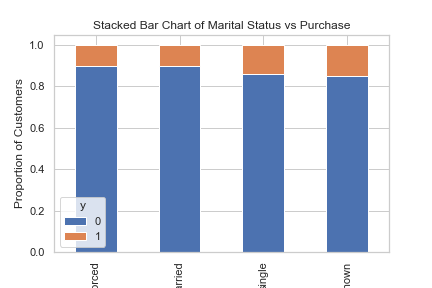 Stacked Bar Chart of Marital Status vs Purchase
Proportion of Customers
1.0
0.8
0.6
0.4
0.2
0.0
y
0
1
orced
arried
single
nown